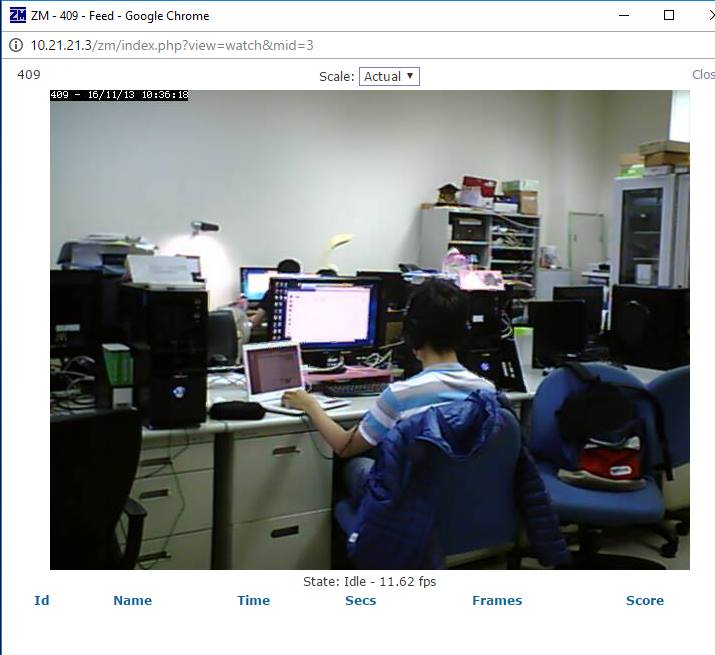 ZM - 409 - Feed - Google Chrome
10.21.21.3/zm/index.php?view=watch&mid=3
409 Scale: Actual Clos
409 - 16/11/13 10:36:18
State: Idle - 11.62 fps
Id Name Time Secs Frames Score